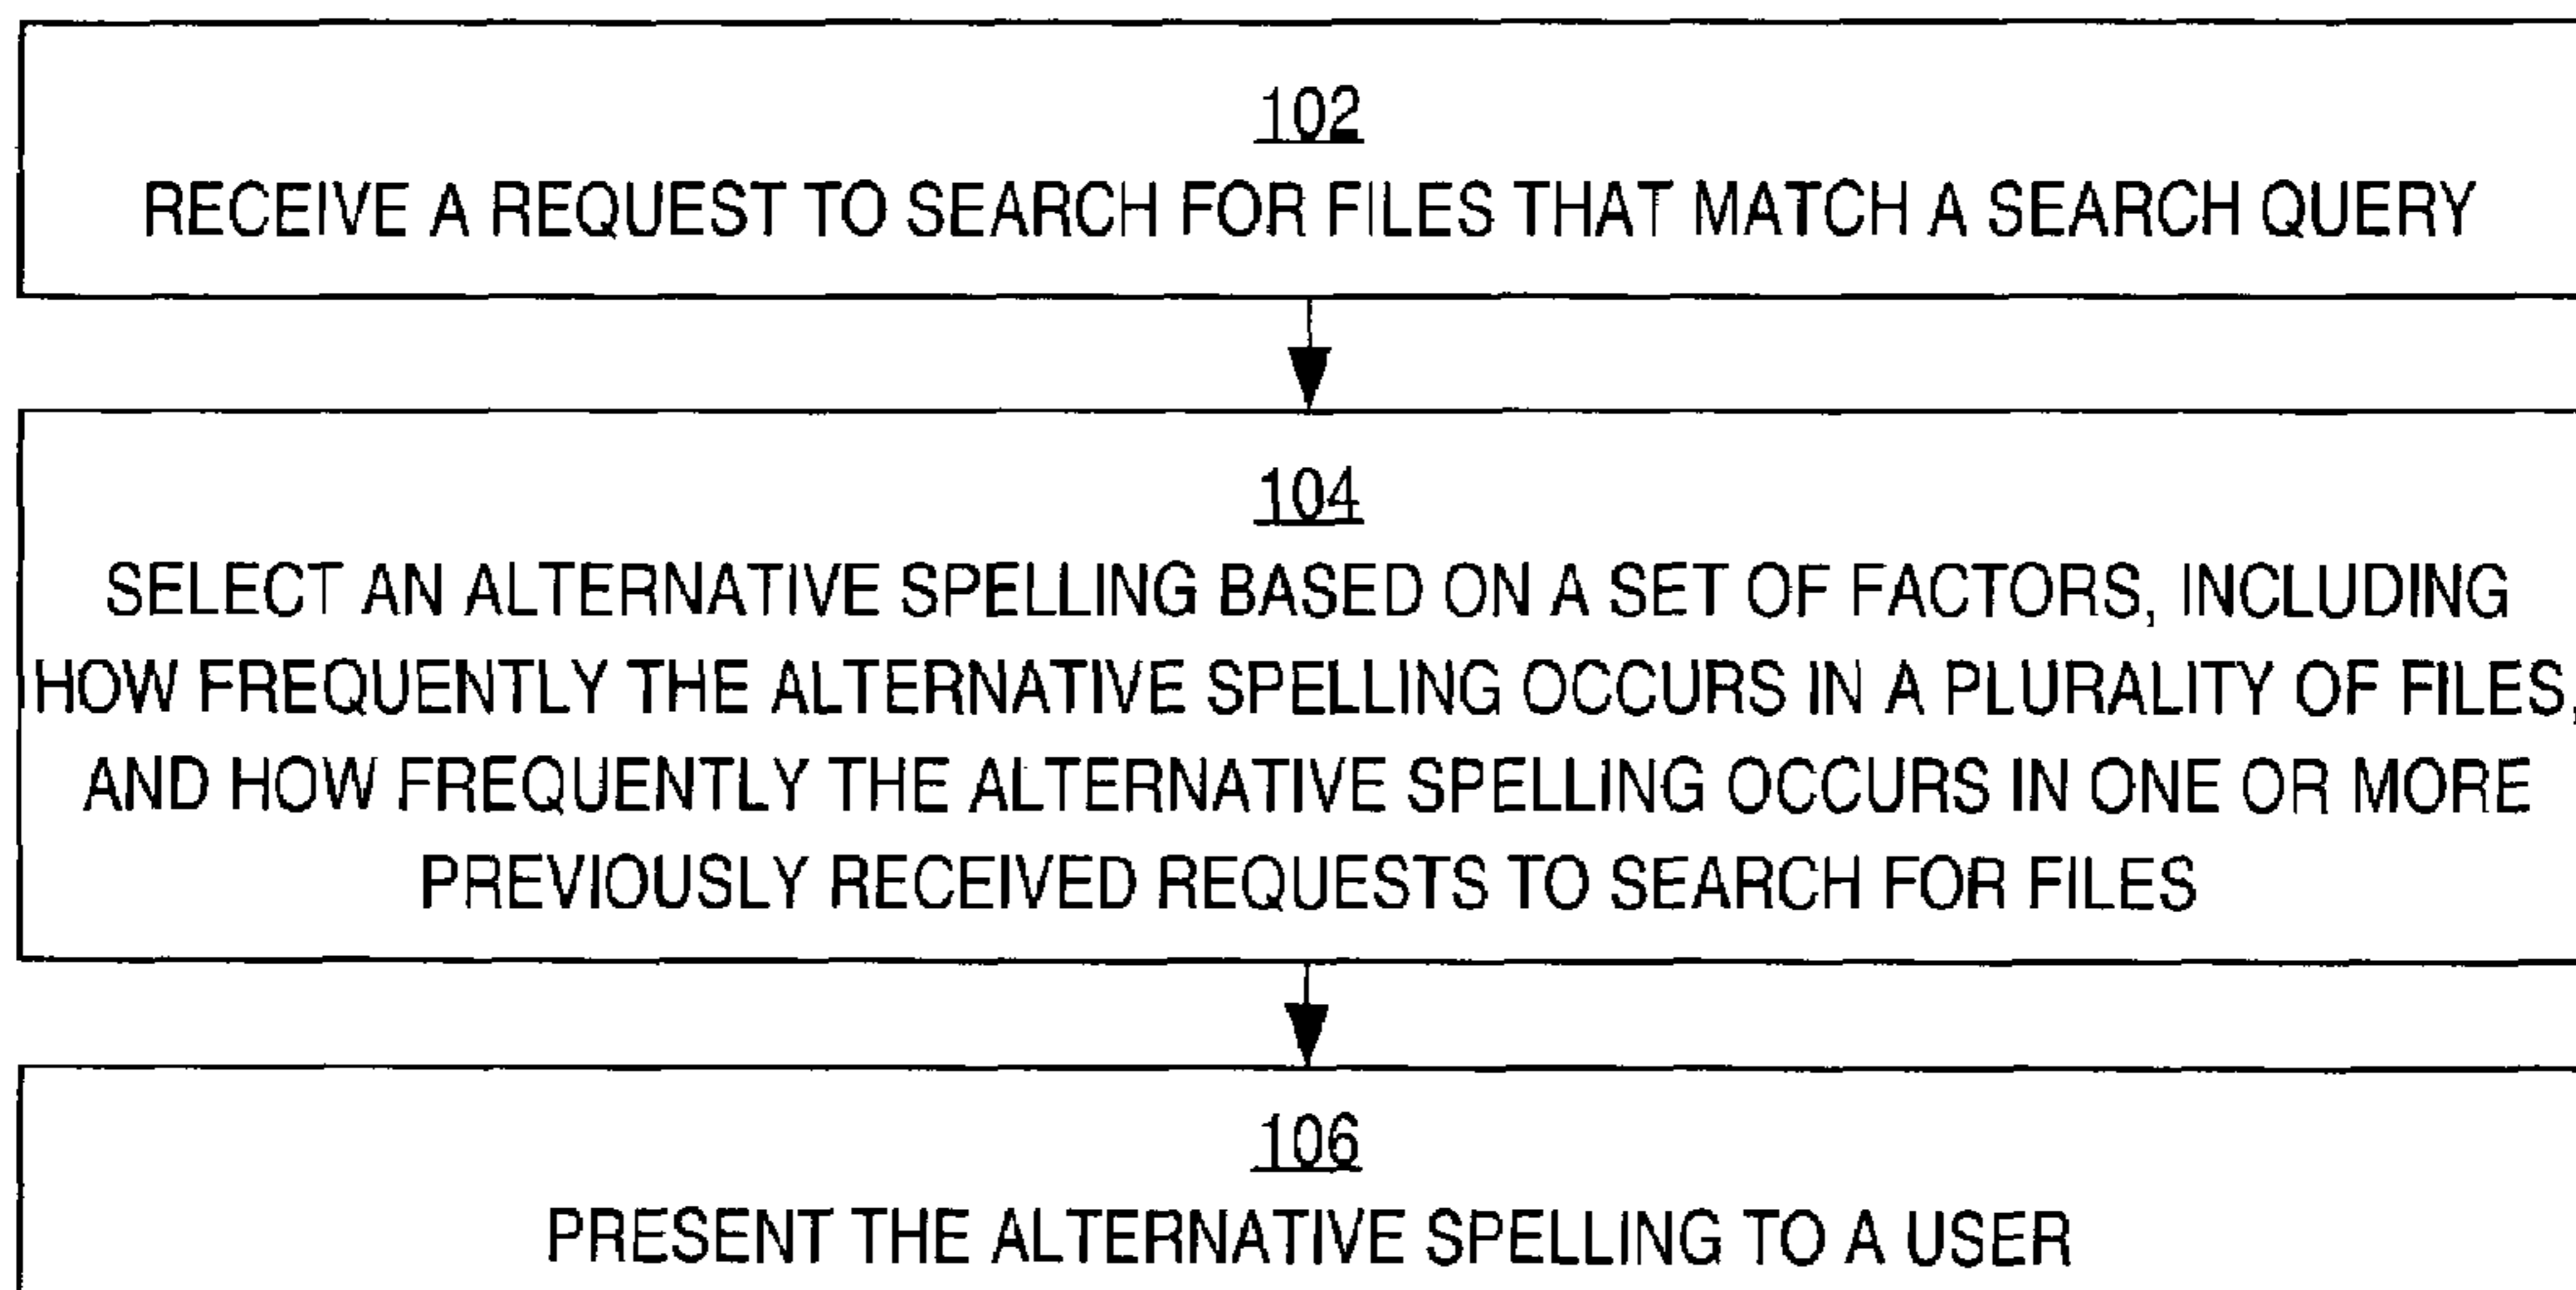 102
RECEIVE A REQUEST TO SEARCH FOR FILES THAT MATCH A SEARCH QUERY
104
SELECT AN ALTERNATIVE SPELLING BASED ON A SET OF FACTORS, INCLUDING
HOW FREQUENTLY THE ALTERNATIVE SPELLING OCCURS IN A PLURALITY OF FILES,
AND HOW FREQUENTLY THE ALTERNATIVE SPELLING OCCURS IN ONE OR MORE
PREVIOUSLY RECEIVED REQUESTS TO SEARCH FOR FILES
106
PRESENT THE ALTERNATIVE SPELLING TO A USER